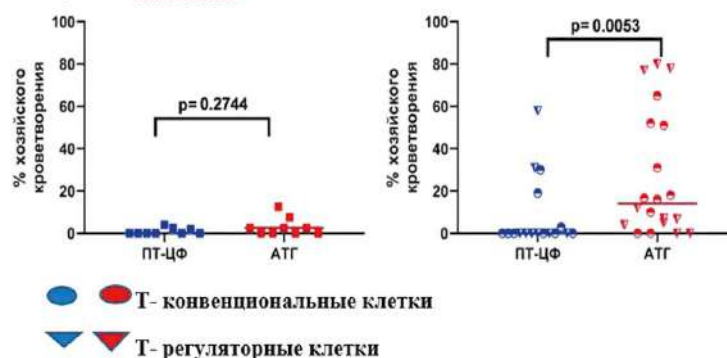 p= 0.2744
% хозяйского
кроветворения
100
80
60
40
20
0
ПТ-ЦФ
АТГ
p= 0.0053
% хозяйского
кроветворения
100
80
60
40
20
0
ПТ-ЦФ
АТГ
Т- конвенциональные клетки
Т- регуляторные клетки